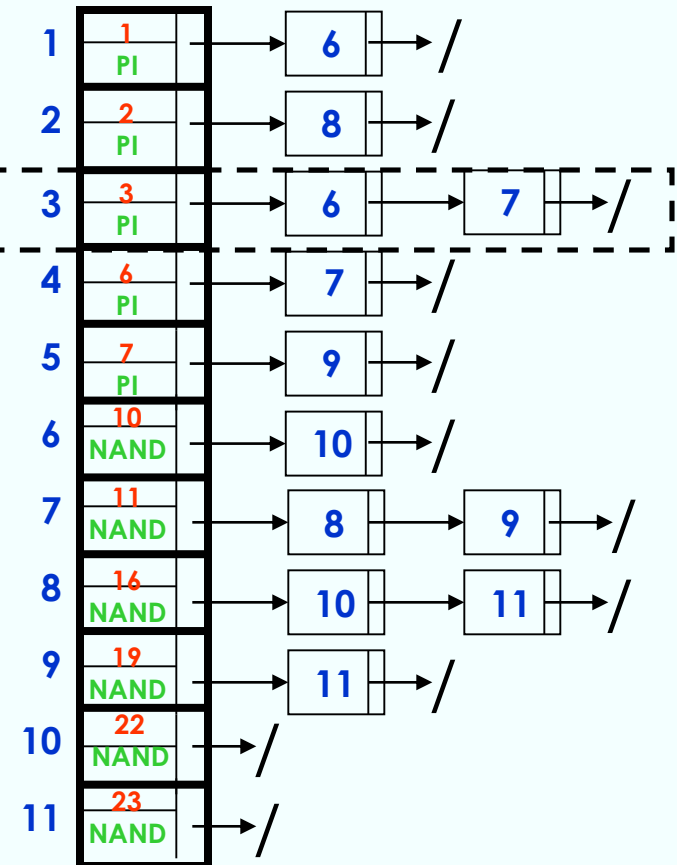 1 1 PI 6 /
2 2 PI 8 /
3 3 PI 6 7 /
4 6 PI 7 /
5 7 PI 9 /
6 10 NAND 10 /
7 11 NAND 8 9 /
8 16 NAND 10 11 /
9 19 NAND 11 /
10 22 NAND /
11 23 NAND /